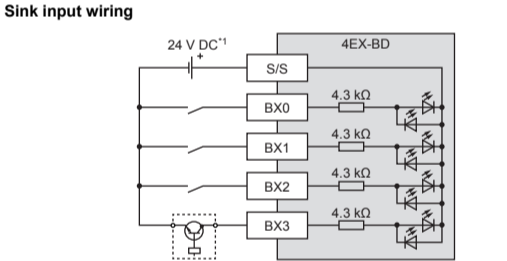 Sink input wiring
24 V DC*1
4EX-BD
+
S/S
4.3 kΩ
BX0
4.3 kΩ
BX1
4.3 kΩ
BX2
4.3 kΩ
BX3